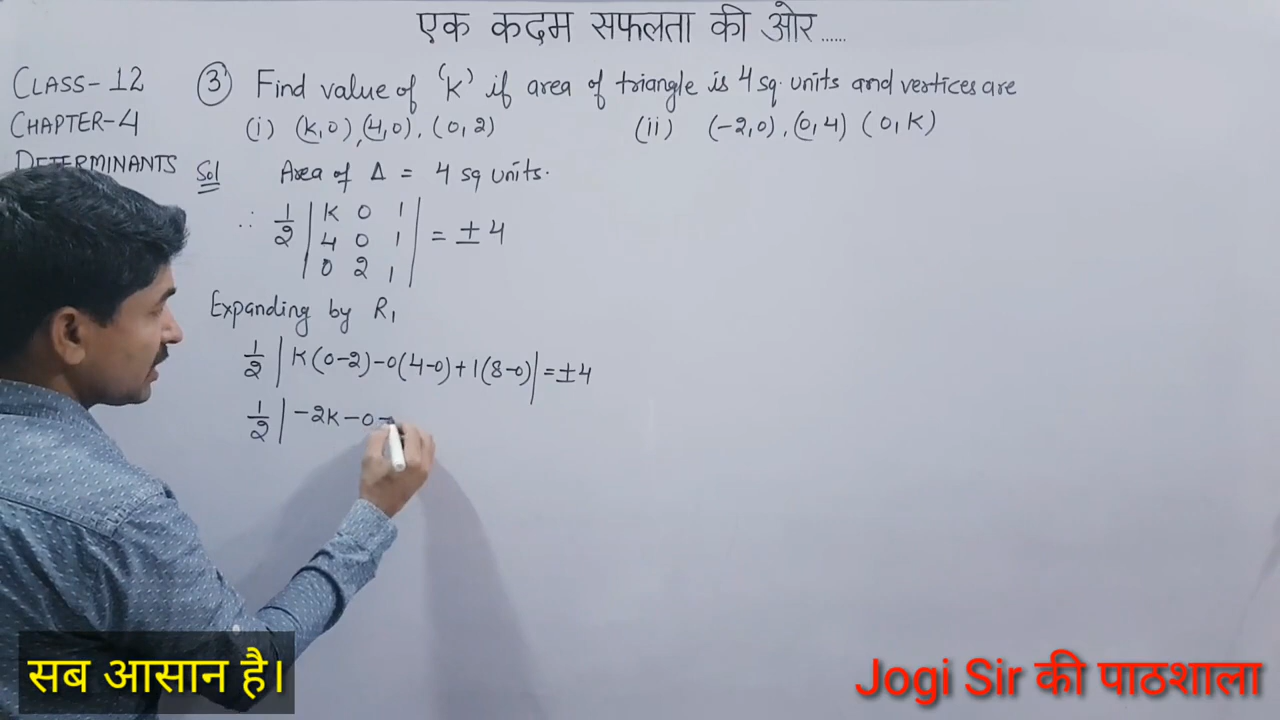 एक कदम सफलता की ओर......
CLASS-12
CHAPTER-4
DETERMINANTS
③ Find value of 'K' if area of triangle is 4 sq. units and vertices are
(i) (K,0), (4,0), (0,2) (ii) (-2,0), (0,4) (0,K)
Sol Area of Δ = 4 sq units.
∴ 1/2 | K 0 1 | = ± 4
4 0 1
0 2 1
Expanding by R₁
1/2 | K(0-2)-0(4-0)+1(8-0) | = ±4
1/2 | -2K-0
सब आसान है।
Jogi Sir की पाठशाला